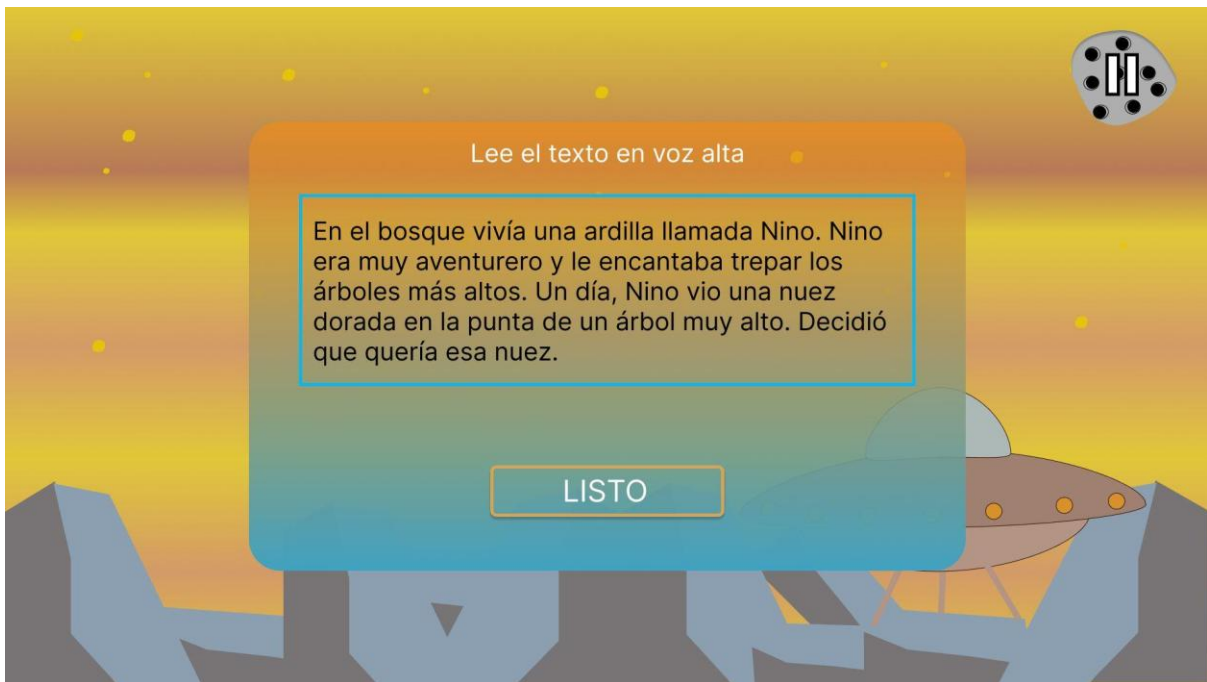 Lee el texto en voz alta
En el bosque vivía una ardilla llamada Nino. Nino
era muy aventurero y le encantaba trepar los
árboles más altos. Un día, Nino vio una nuez
dorada en la punta de un árbol muy alto. Decidió
que quería esa nuez.
LISTO